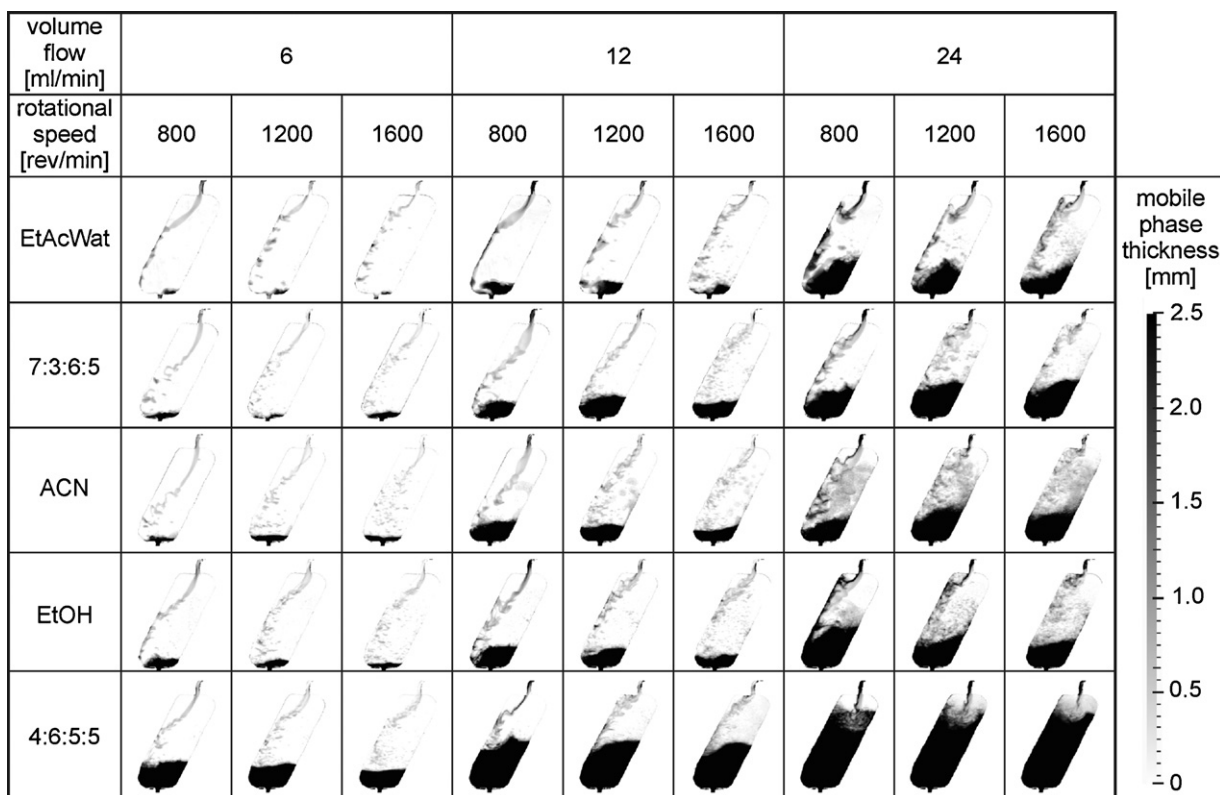 volume
flow
[ml/min]
6
12
24
rotational
speed
[rev/min]
800
1200
1600
800
1200
1600
800
1200
1600
EtAcWat
7:3:6:5
ACN
EtOH
4:6:5:5
mobile
phase
thickness
[mm]
2.5
2.0
1.5
1.0
0.5
0